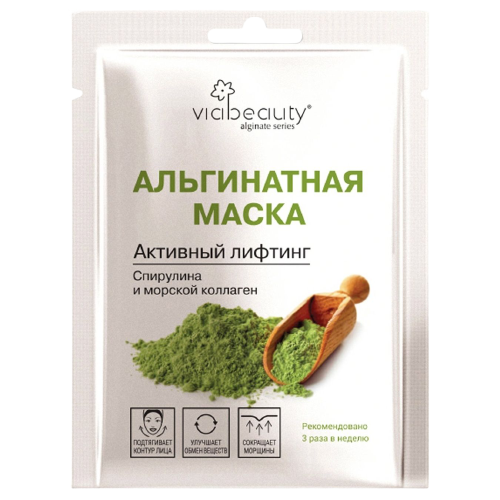 viabeauty®
alginate series
АЛЬГИНАТНАЯ
МАСКА
Активный лифтинг
Спирулина
и морской коллаген
ПОДТЯГИВАЕТ
КОНТУР ЛИЦА
УЛУЧШАЕТ
ОБМЕН ВЕЩЕСТВ
СОКРАЩАЕТ
МОРЩИНЫ
Рекомендовано
3 раза в неделю